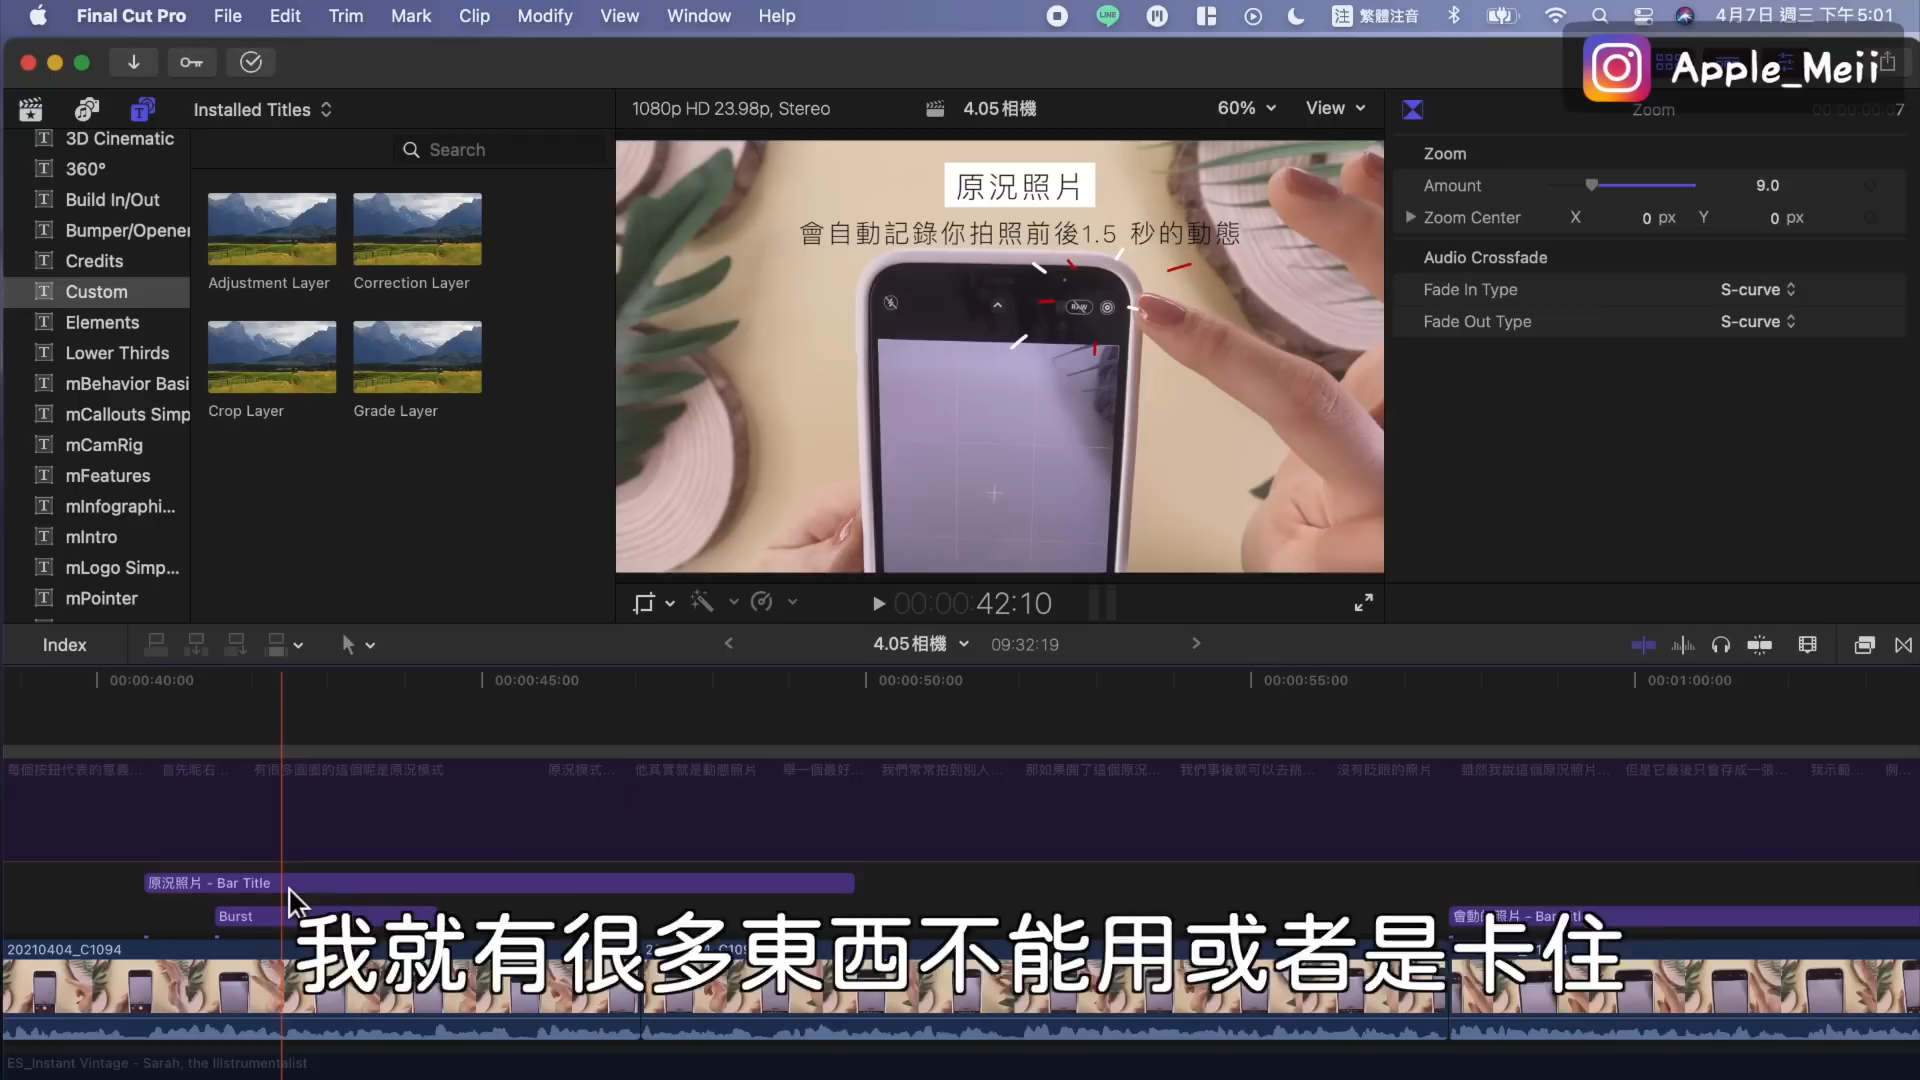 Final Cut Pro File Edit Trim Mark Clip Modify View Window Help
LINE 注 繁體注音 4月7日 週三 下午5:01
Apple_Meii
Installed Titles
1080p HD 23.98p, Stereo
4.05相機
60%
View
Zoom
00:00:00:07
3D Cinematic
360°
Build In/Out
Bumper/Opener
Credits
Custom
Elements
Lower Thirds
mBehavior Basi
mCallouts Simp
mCamRig
mFeatures
mInfographi...
mIntro
mLogo Simp...
mPointer
Search
Adjustment Layer
Correction Layer
Crop Layer
Grade Layer
原況照片
會自動記錄你拍照前後1.5 秒的動態
RAW
Zoom
Amount 9.0
Zoom Center X 0 px Y 0 px
Audio Crossfade
Fade In Type S-curve
Fade Out Type S-curve
00:00:42:10
Index
4.05相機
09:32:19
00:00:40:00
00:00:45:00
00:00:50:00
00:00:55:00
00:01:00:00
每個按鈕代表的意義...
首先呢右...
有很多圈圈的這個呢是原況模式
原況模式...
他其實就是動態照片
舉一個最好...
我們常常拍到別人...
那如果開了這個原況...
我們事後就可以去挑...
沒有眨眼的照片
雖然我說這個原況照片...
但是它最後只會存成一張...
我示範...
例...
原況照片 - Bar Title
Burst
會動的照片 - Bar Title
20210404_C1094
我就有很多東西不能用或者是卡住
ES_Instant Vintage - Sarah, the Illstrumentalist